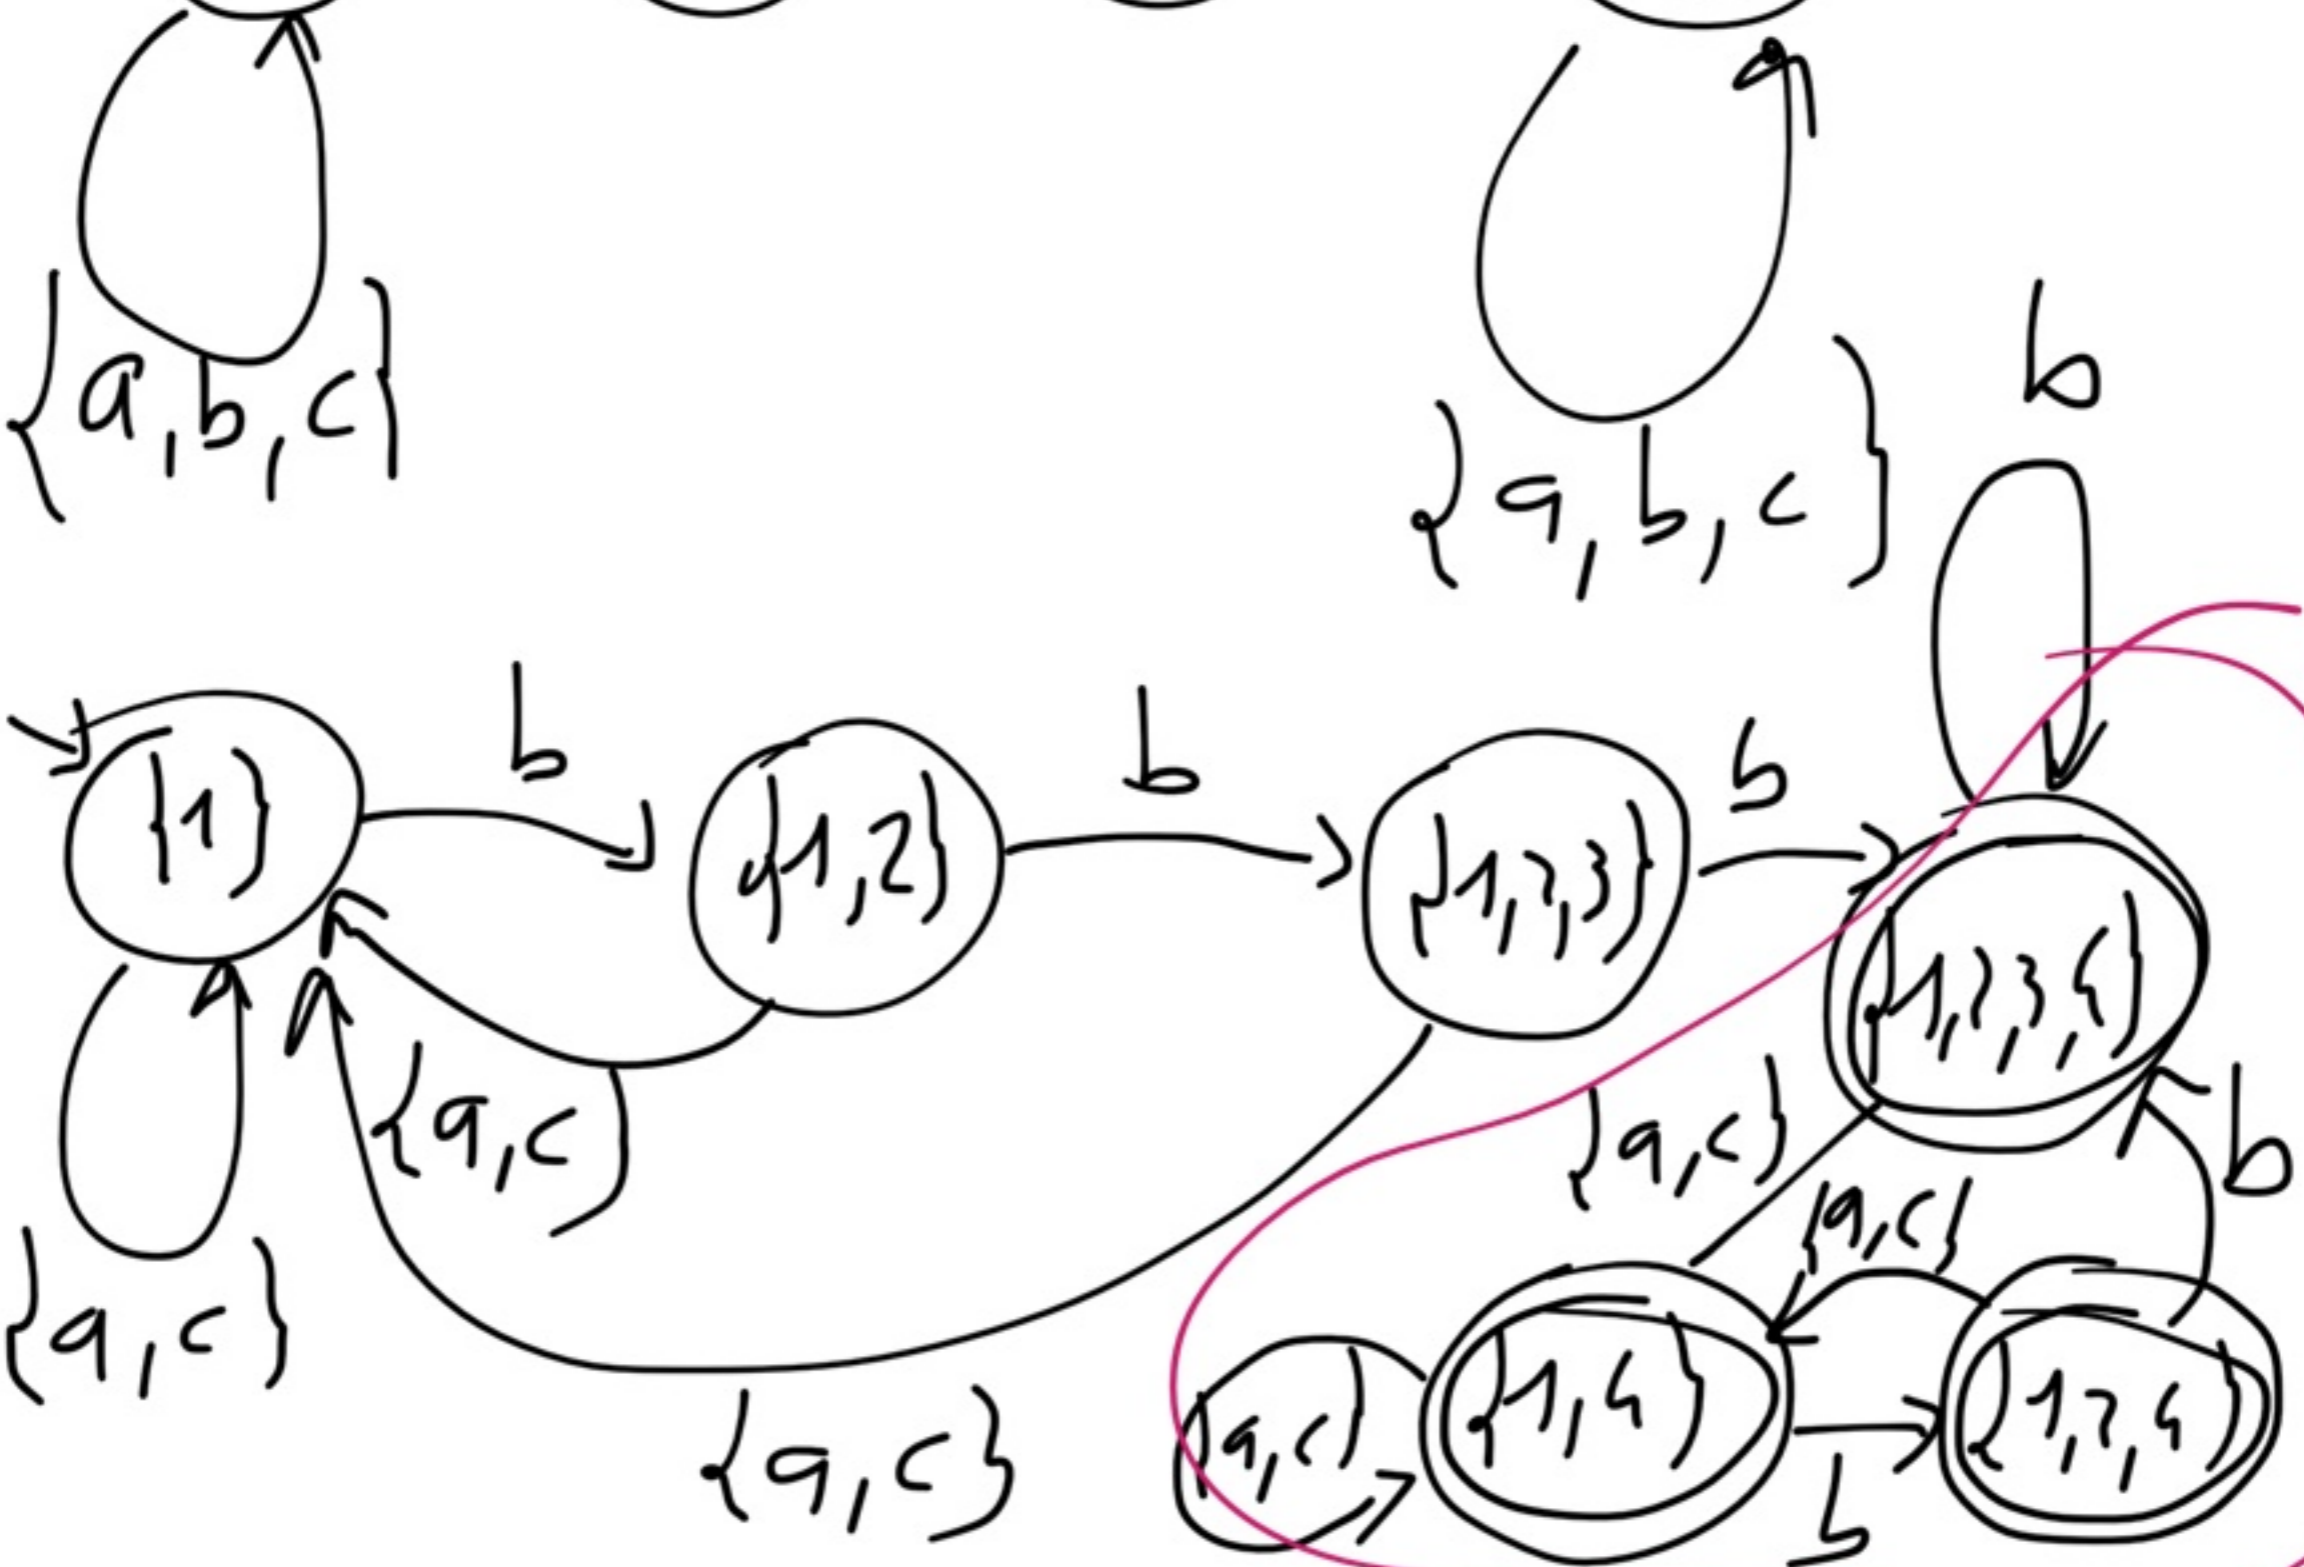 {a,b,c}
{a,b,c}
b
b
b
b
{1}
{1,2}
{1,2,3}
{1,2,3,4}
{a,c}
{a,c}
b
{a,c}
{a,c}
{a,c}
{a,c}
{1,4}
{1,2,4}
b